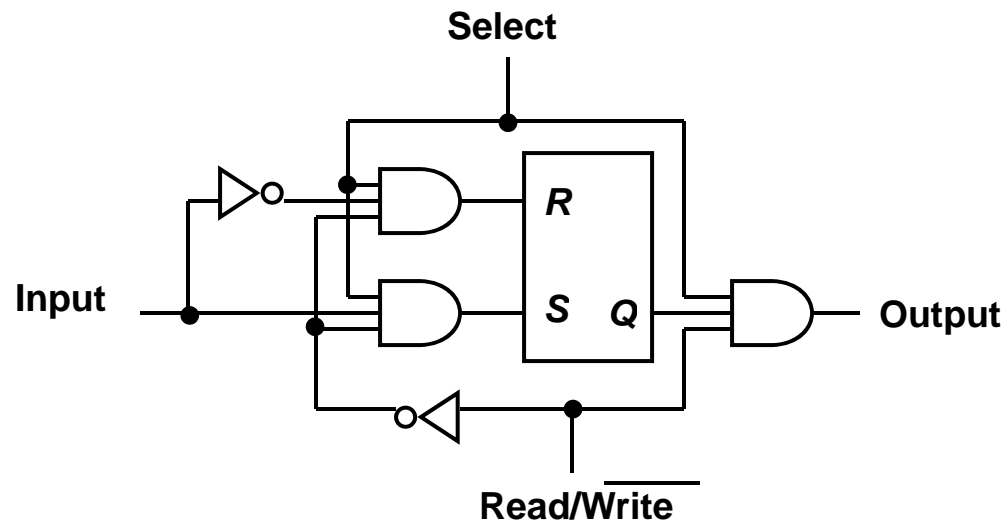 Select
R
Input
S Q
Output
Read/Write